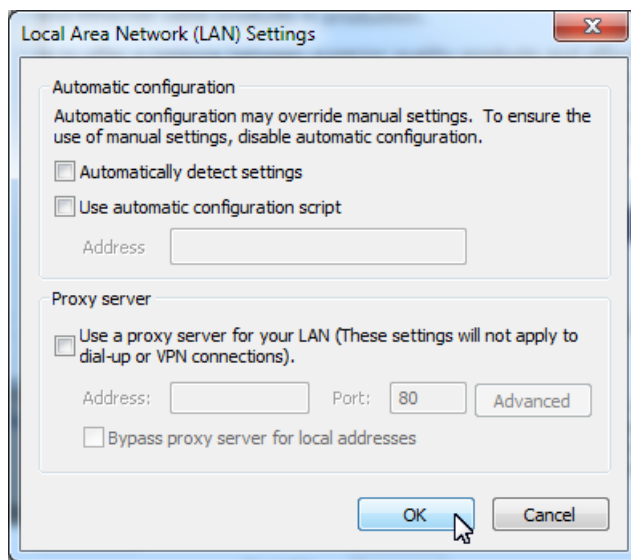 Local Area Network (LAN) Settings
Automatic configuration
Automatic configuration may override manual settings. To ensure the
use of manual settings, disable automatic configuration.
Automatically detect settings
Use automatic configuration script
Address
Proxy server
Use a proxy server for your LAN (These settings will not apply to
dial-up or VPN connections).
Address:
Port:
80
Advanced
Bypass proxy server for local addresses
OK
Cancel